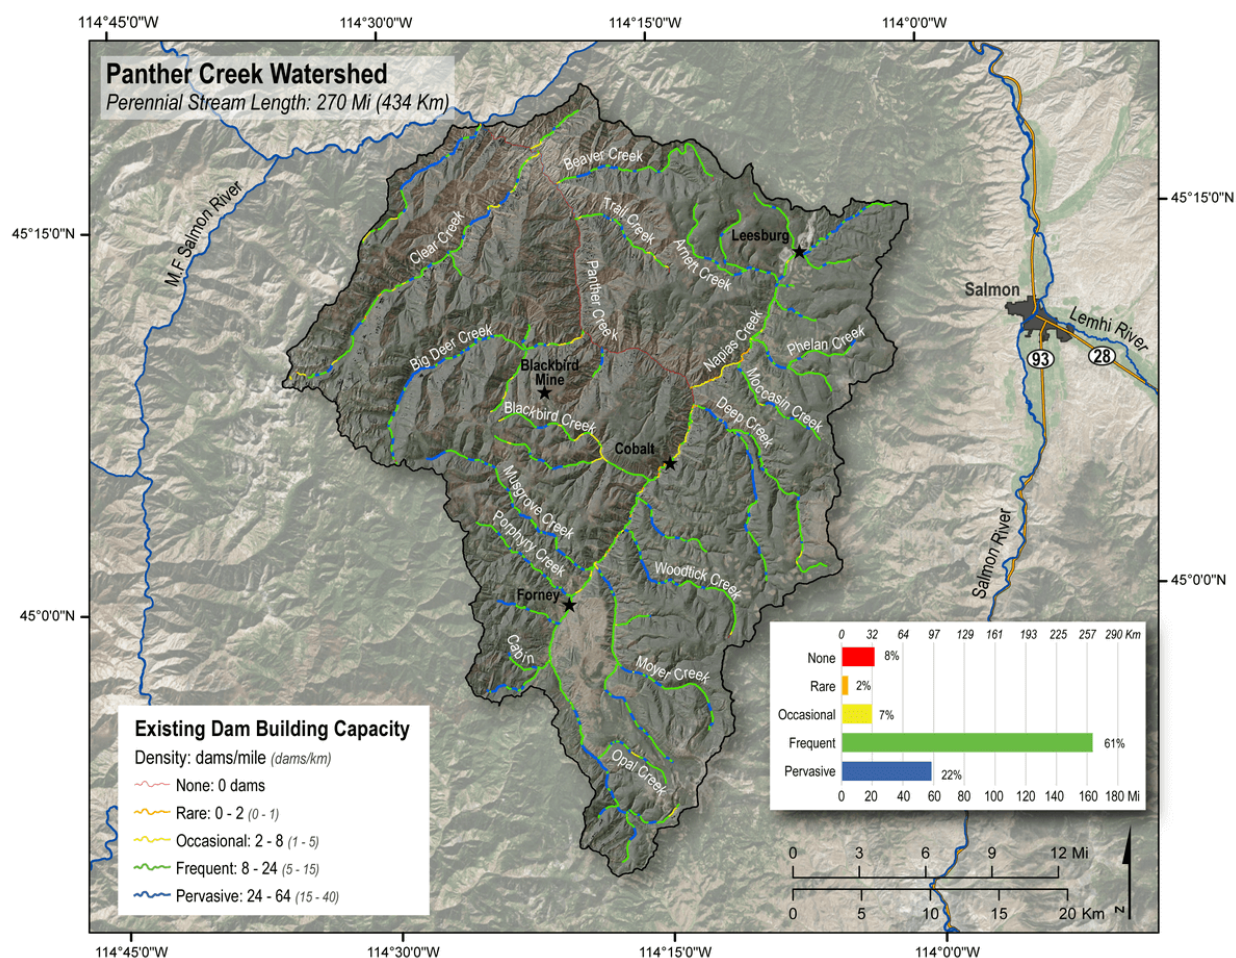 114°45'0"W 114°30'0"W 114°15'0"W 114°0'0"W
Panther Creek Watershed
Perennial Stream Length: 270 Mi (434 Km)
Beaver Creek
M.F Salmon River
45°15'0"N
45°15'0"N
Clear Creek
Trail Creek
Leesburg
Arnett Creek
Panther Creek
Salmon
Lemhi River
Big Deer Creek
Napias Creek
Phelan Creek
93
28
Blackbird
Mine
Moccasin Creek
Blackbird Creek
Deep Creek
Cobalt
Musgrove Creek
Porphyry Creek
Salmon River
Woodtick Creek
45°0'0"N
Forney
45°0'0"N
Cabin
Moyer Creek
Opal Creek
0 32 64 97 129 161 193 225 257 290 Km
None 8%
Rare 2%
Occasional 7%
Frequent 61%
Pervasive 22%
0 20 40 60 80 100 120 140 160 180 Mi
Existing Dam Building Capacity
Density: dams/mile (dams/km)
None: 0 dams
Rare: 0 - 2 (0 - 1)
Occasional: 2 - 8 (1 - 5)
Frequent: 8 - 24 (5 - 15)
Pervasive: 24 - 64 (15 - 40)
0 3 6 9 12 Mi
0 5 10 15 20 Km
N
114°45'0"W 114°30'0"W 114°15'0"W 114°0'0"W